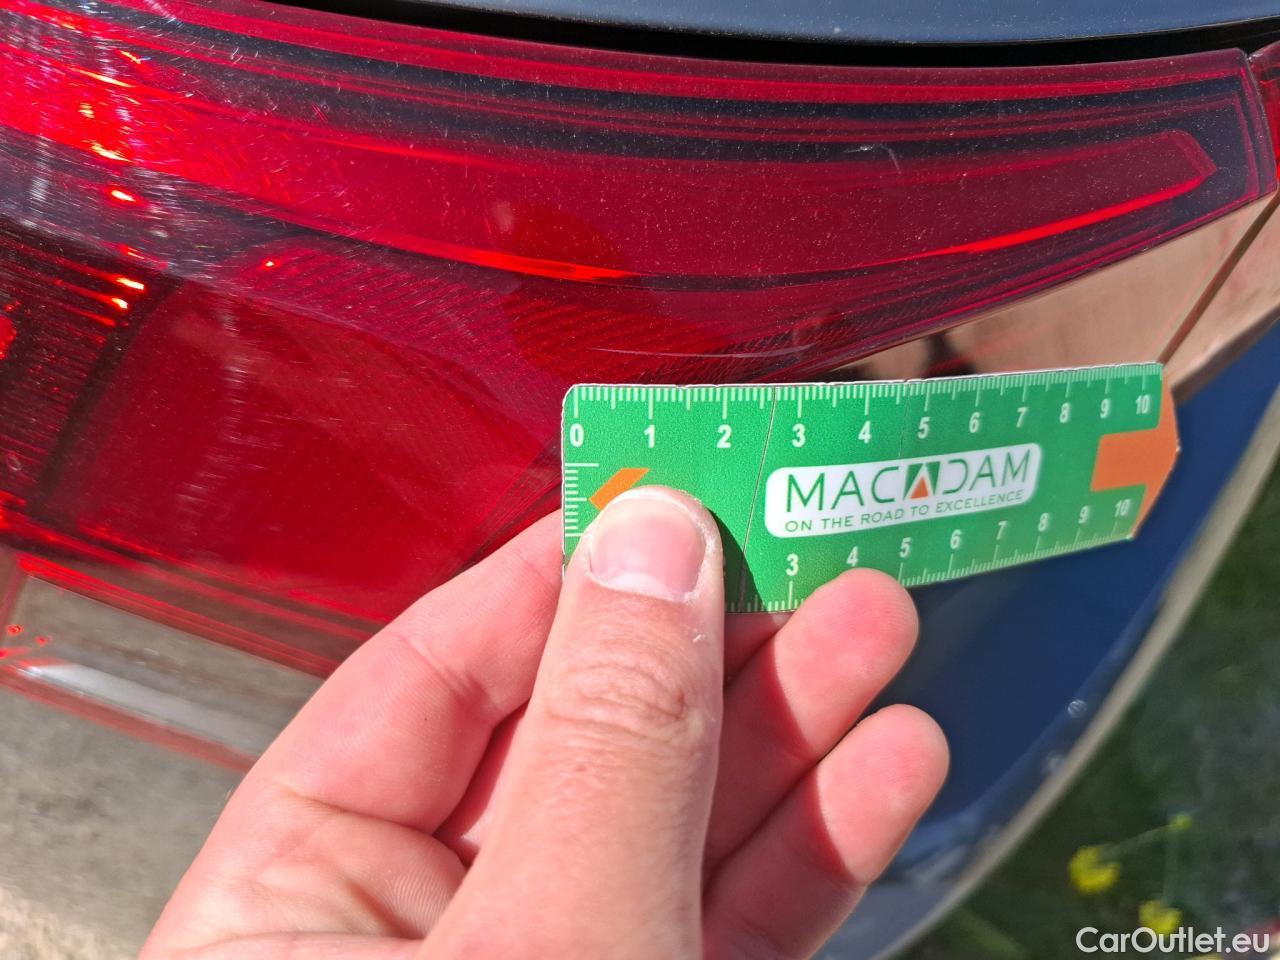 0 1 2 3 4 5 6 7 8 9 10
MACADAM
ON THE ROAD TO EXCELLENCE
3 4 5 6 7 8 9 10
CarOutlet.eu